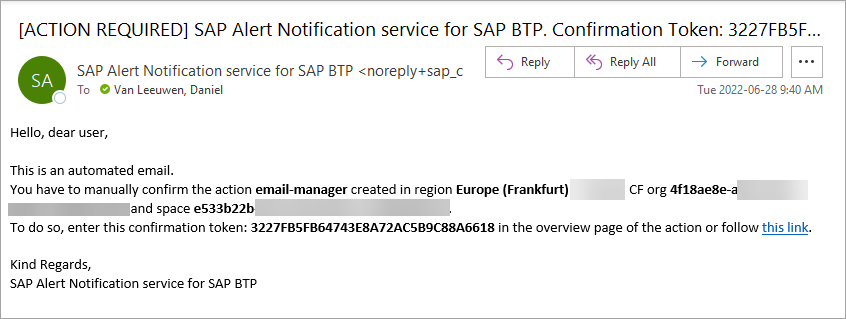 [ACTION REQUIRED] SAP Alert Notification service for SAP BTP. Confirmation Token: 3227FB5F...
SA
SAP Alert Notification service for SAP BTP <noreply+sap_c
Reply
Reply All
Forward
...
To Van Leeuwen, Daniel
Tue 2022-06-28 9:40 AM
Hello, dear user,
This is an automated email.
You have to manually confirm the action email-manager created in region Europe (Frankfurt) CF org 4f18ae8e-a
and space e533b22b-.
To do so, enter this confirmation token: 3227FB5FB64743E8A72AC5B9C88A6618 in the overview page of the action or follow this link.
Kind Regards,
SAP Alert Notification service for SAP BTP